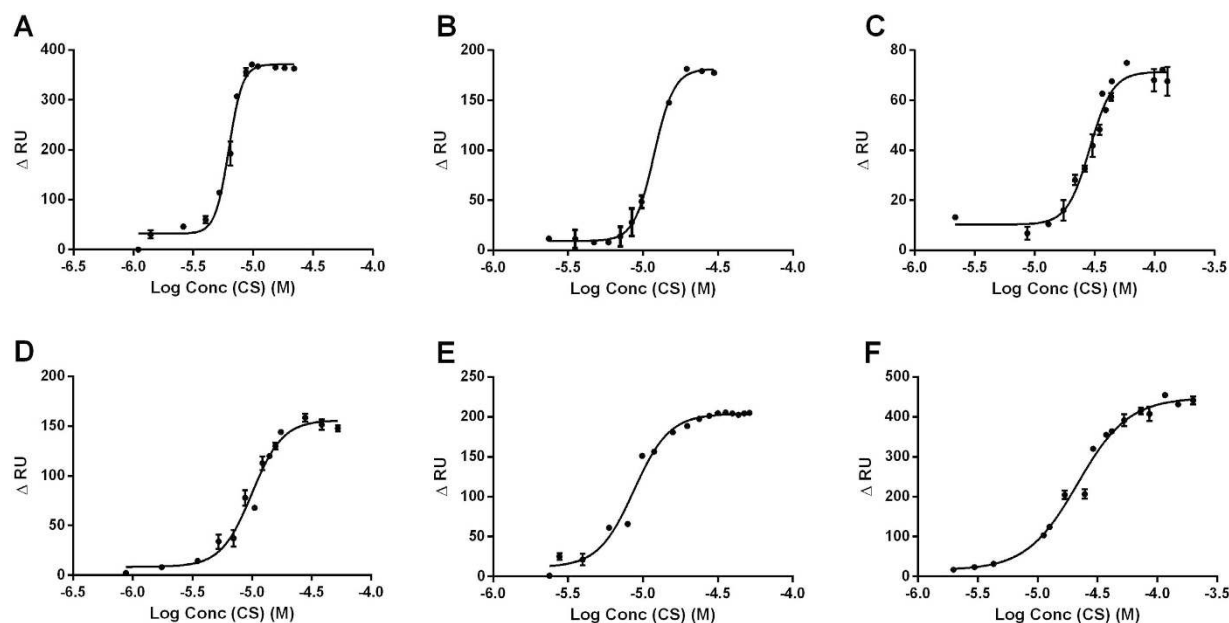 A
400
300
200
100
0
Δ RU
-6.5 -6.0 -5.5 -5.0 -4.5 -4.0
Log Conc (CS) (M)
B
200
150
100
50
0
Δ RU
-6.0 -5.5 -5.0 -4.5 -4.0
Log Conc (CS) (M)
C
80
60
40
20
0
Δ RU
-6.0 -5.5 -5.0 -4.5 -4.0 -3.5
Log Conc (CS) (M)
D
200
150
100
50
0
Δ RU
-6.5 -6.0 -5.5 -5.0 -4.5 -4.0
Log Conc (CS) (M)
E
250
200
150
100
50
0
Δ RU
-6.0 -5.5 -5.0 -4.5 -4.0
Log Conc (CS) (M)
F
500
400
300
200
100
0
Δ RU
-6.0 -5.5 -5.0 -4.5 -4.0 -3.5
Log Conc (CS) (M)